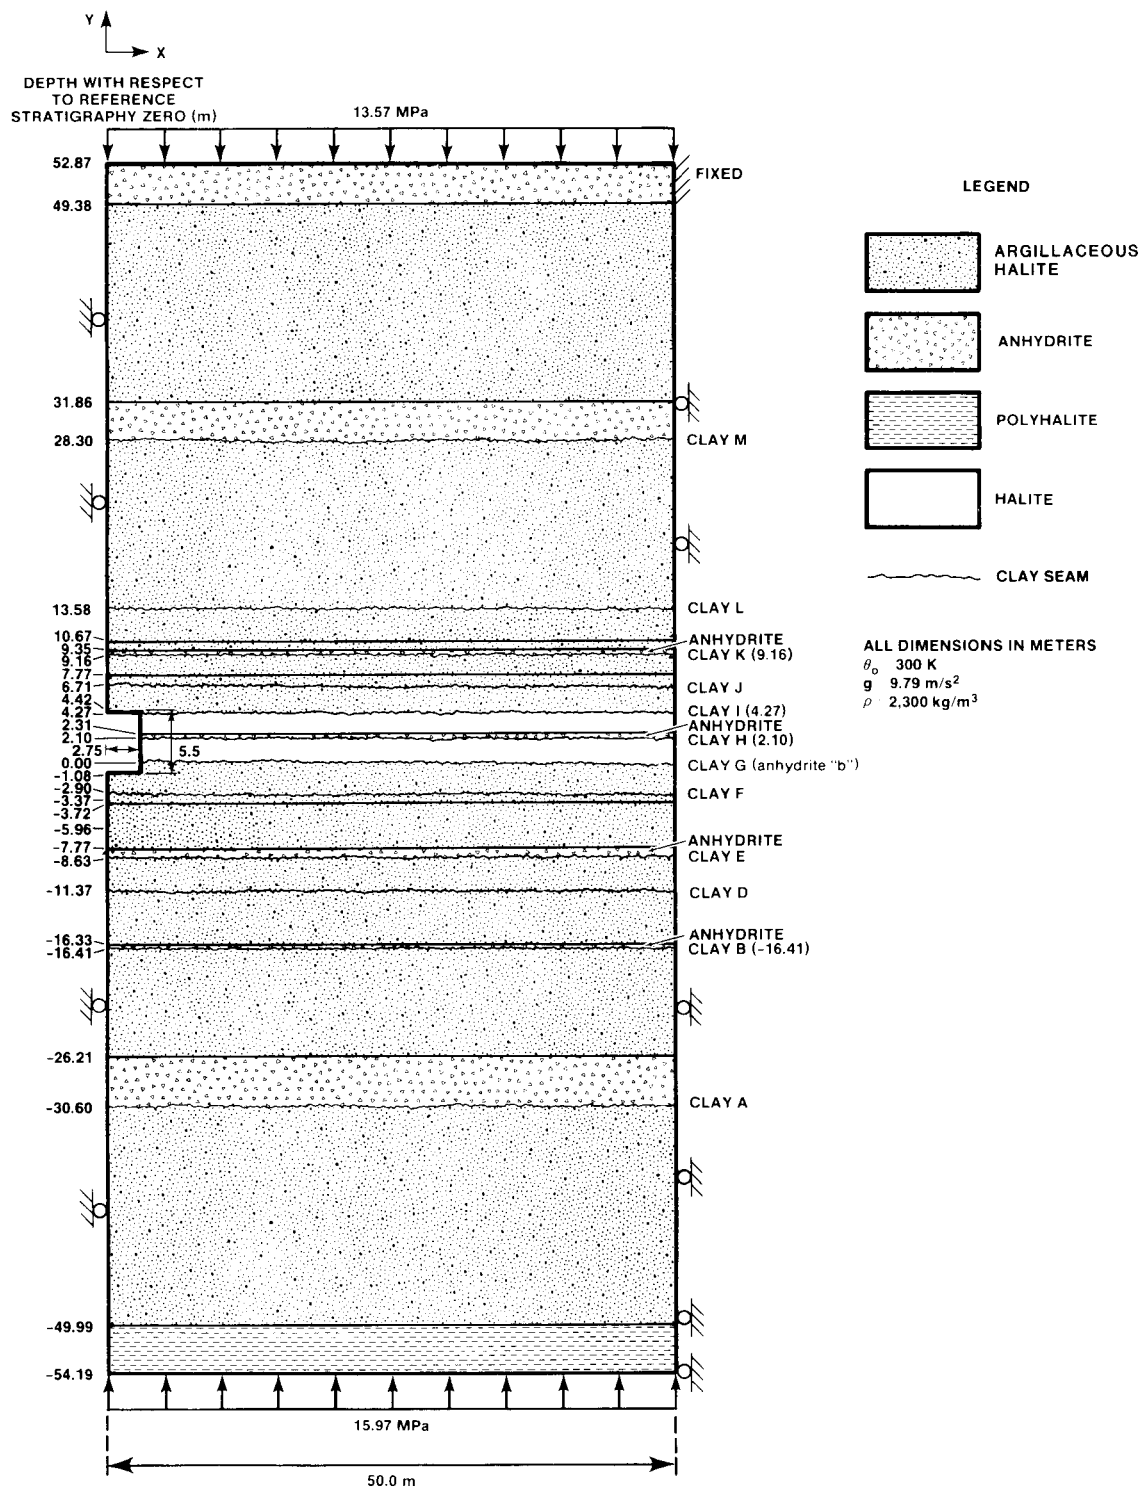 Y
X
DEPTH WITH RESPECT
TO REFERENCE
STRATIGRAPHY ZERO (m)
13.57 MPa
52.87
FIXED
49.38
31.86
28.30
CLAY M
13.58
CLAY L
10.67
ANHYDRITE
9.35
CLAY K (9.16)
9.16
7.77
6.71
CLAY J
4.42
4.27
CLAY I (4.27)
2.31
ANHYDRITE
2.10
CLAY H (2.10)
2.75
5.5
0.00
CLAY G (anhydrite "b")
-1.08
-2.90
CLAY F
-3.37
-3.72
-5.96
-7.77
ANHYDRITE
-8.63
CLAY E
-11.37
CLAY D
-16.33
ANHYDRITE
-16.41
CLAY B (-16.41)
-26.21
-30.60
CLAY A
-49.99
-54.19
15.97 MPa
50.0 m
LEGEND
ARGILLACEOUS
HALITE
ANHYDRITE
POLYHALITE
HALITE
CLAY SEAM
ALL DIMENSIONS IN METERS
θo 300 K
g 9.79 m/s²
ρ 2,300 kg/m³